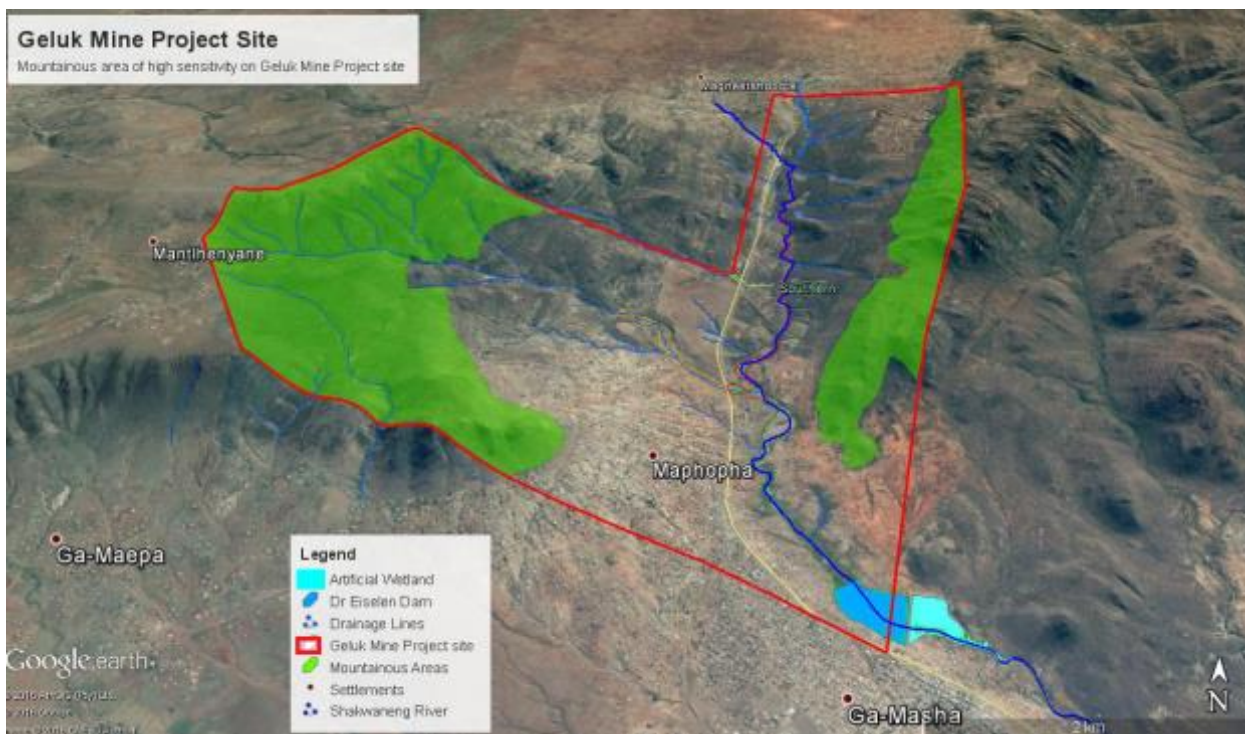 Geluk Mine Project Site
Mountainous area of high sensitivity on Geluk Mine Project site
Mantlhenyane
Southern
Maphopha
Ga-Maepa
Legend
Artificial Wetland
Dr Eiselen Dam
Drainage Lines
Geluk Mine Project site
Mountainous Areas
Settlements
Shakwaneng River
Google earth
Ga-Masha
N
2 km